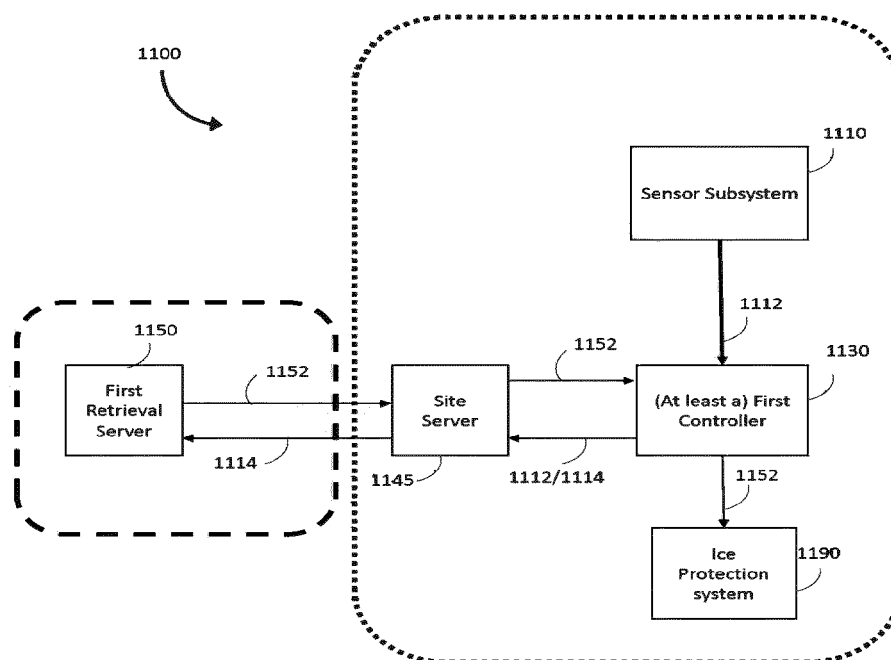 1100
1110
Sensor Subsystem
1112
1150
1152
1152
1130
First
Retrieval
Server
Site
Server
(At least a) First
Controller
1114
1145
1112/1114
1152
Ice
Protection
system
1190